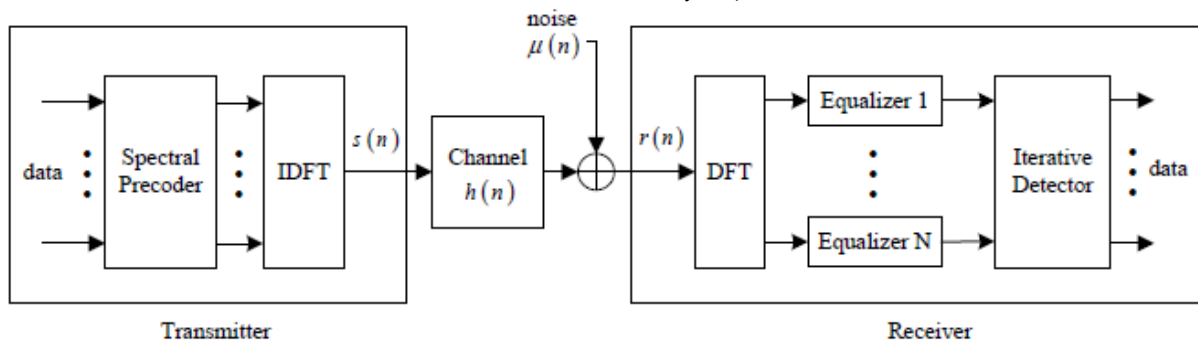 noise
μ(n)
data
Spectral
Precoder
IDFT
s(n)
Channel
h(n)
r(n)
DFT
Equalizer 1
Equalizer N
Iterative
Detector
data
Transmitter
Receiver